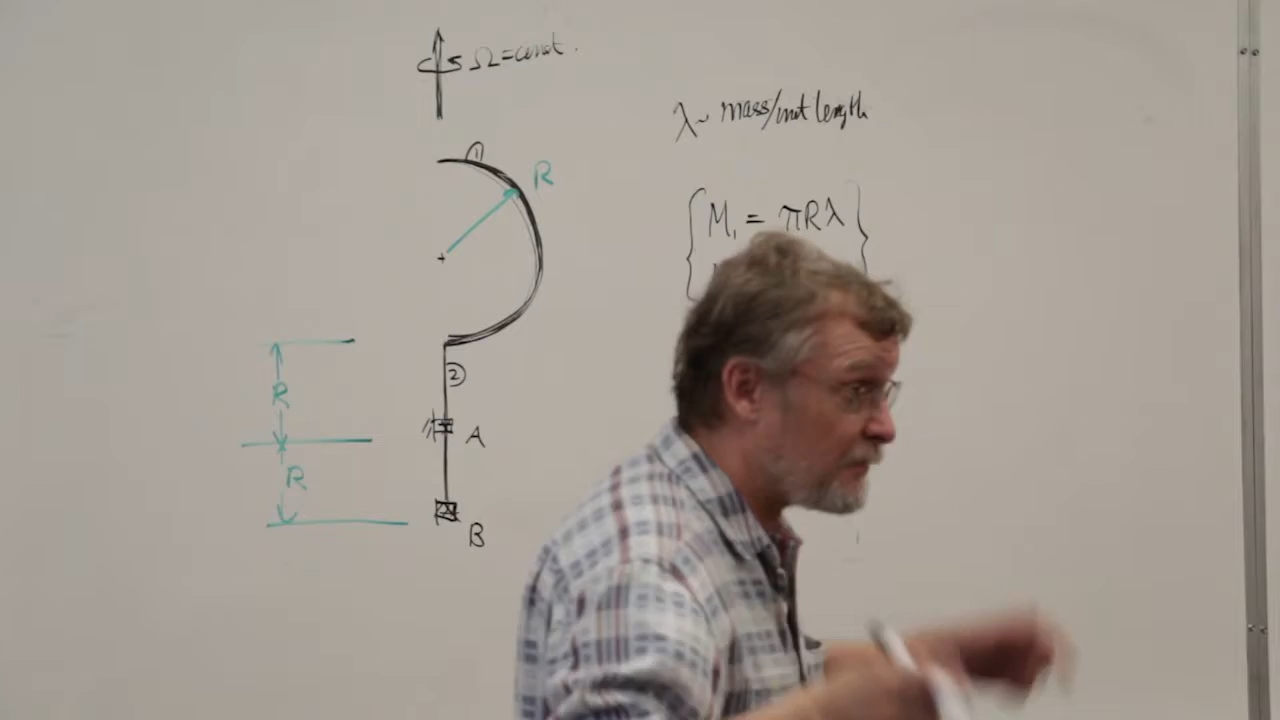 Ω = const.
λ ~ mass/unit length
①
R
M₁ = πRλ
R
②
A
R
B